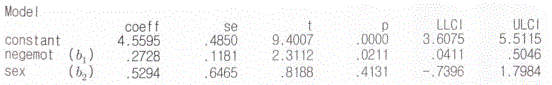 Model
coeff se t p LLCI ULCI
constant 4.5595 .4850 9.4007 .0000 3.6075 5.5115
negemot (b₁) .2728 .1181 2.3112 .0211 .0411 .5046
sex (b₂) .5294 .6465 .8188 .4131 -.7396 1.7984